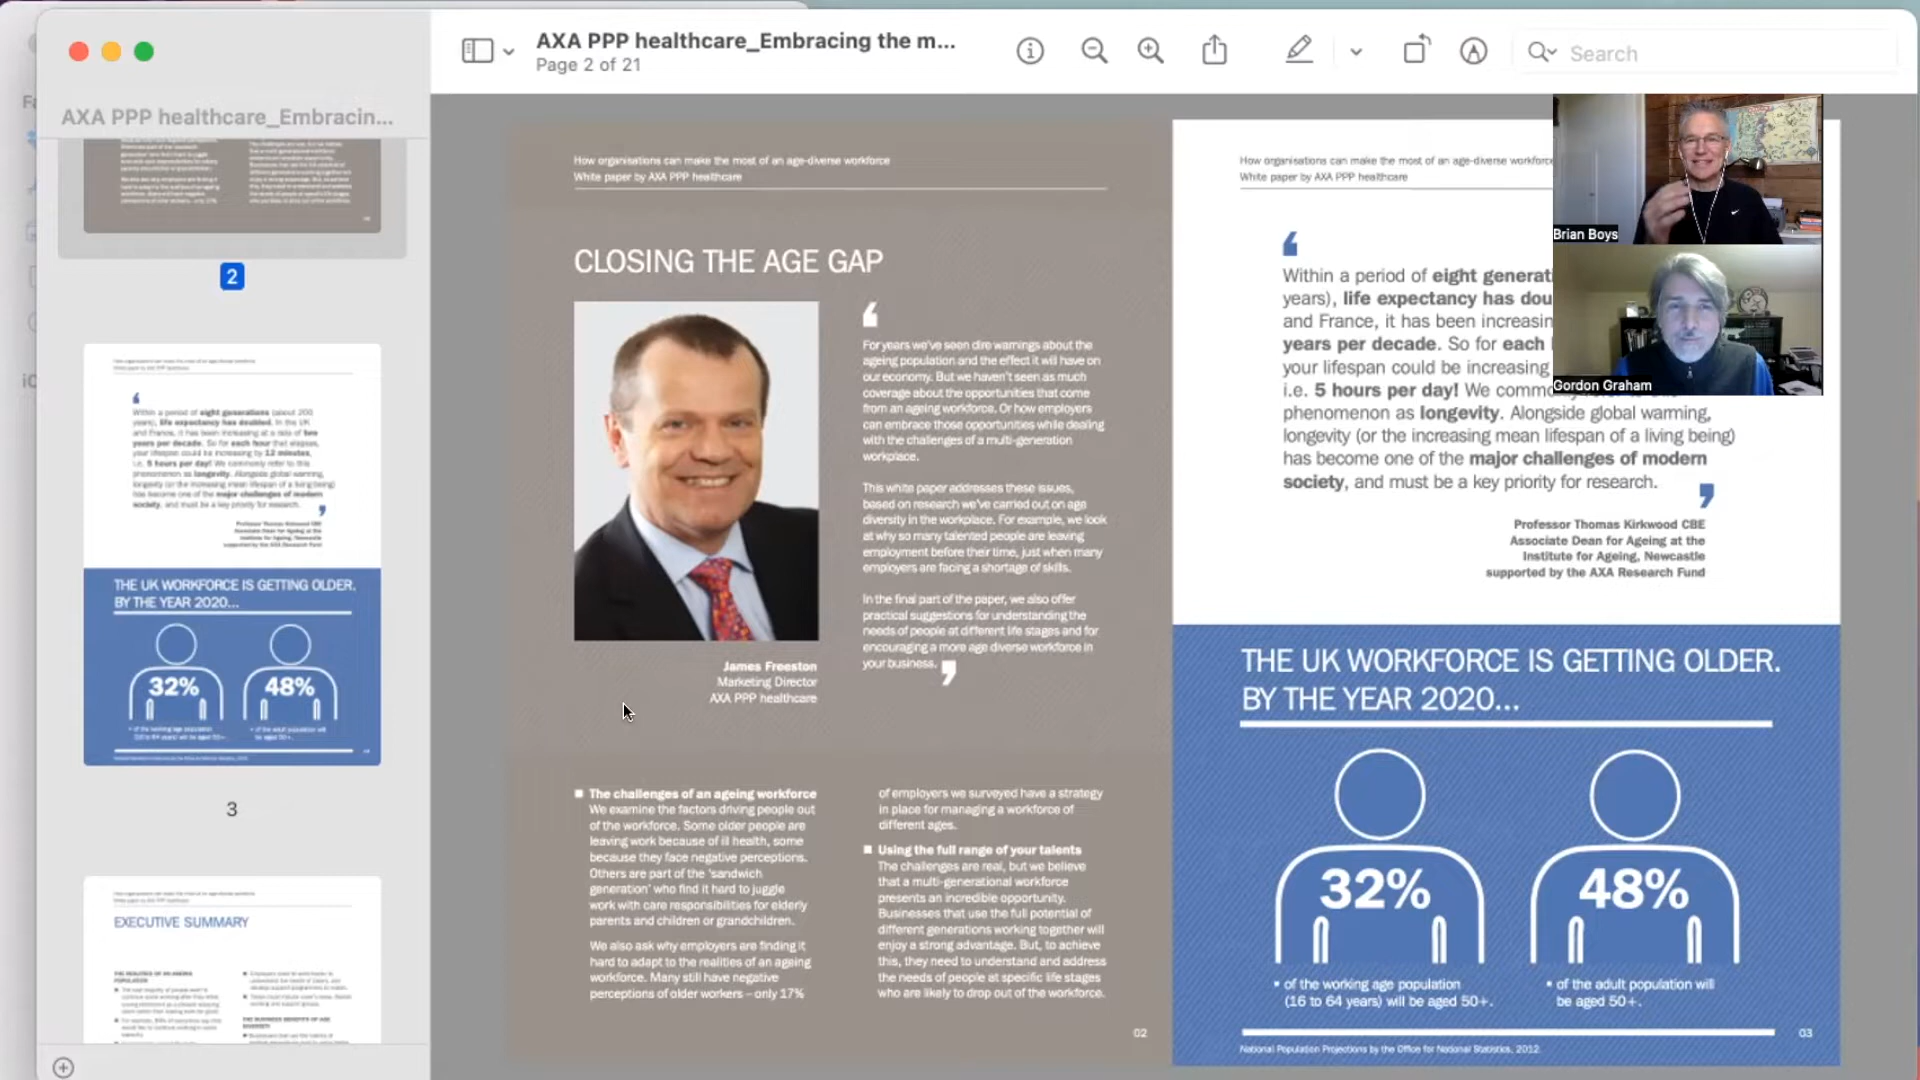 AXA PPP healthcare_Embracing the m...
Page 2 of 21
Search
AXA PPP healthcare_Embracin...
2
THE UK WORKFORCE IS GETTING OLDER.
BY THE YEAR 2020...
32%
48%
3
EXECUTIVE SUMMARY
How organisations can make the most of an age-diverse workforce
White paper by AXA PPP healthcare
CLOSING THE AGE GAP
For years we've seen dire warnings about the
ageing population and the effect it will have on
our economy. But we haven't seen as much
coverage about the opportunities that come
from an ageing workforce. Or how employers
can embrace those opportunities while dealing
with the challenges of a multi-generation
workplace.
This white paper addresses these issues,
based on research we've carried out on age
diversity in the workplace. For example, we look
at why so many talented people are leaving
employment before their time, just when many
employers are facing a shortage of skills.
In the final part of the paper, we also offer
practical suggestions for understanding the
needs of people at different life stages and for
encouraging a more age diverse workforce in
your business.
James Freeston
Marketing Director
AXA PPP healthcare
The challenges of an ageing workforce
We examine the factors driving people out
of the workforce. Some older people are
leaving work because of ill health, some
because they face negative perceptions.
Others are part of the 'sandwich
generation' who find it hard to juggle
work with care responsibilities for elderly
parents and children or grandchildren.
We also ask why employers are finding it
hard to adapt to the realities of an ageing
workforce. Many still have negative
perceptions of older workers – only 17%
of employers we surveyed have a strategy
in place for managing a workforce of
different ages.
Using the full range of your talents
The challenges are real, but we believe
that a multi-generational workforce
presents an incredible opportunity.
Businesses that use the full potential of
different generations working together will
enjoy a strong advantage. But, to achieve
this, they need to understand and address
the needs of people at specific life stages
who are likely to drop out of the workforce.
02
How organisations can make the most of an age-diverse workforce
White paper by AXA PPP healthcare
Within a period of eight generati
years), life expectancy has dou
and France, it has been increasin
years per decade. So for each
your lifespan could be increasing
i.e. 5 hours per day! We commo
phenomenon as longevity. Alongside global warming,
longevity (or the increasing mean lifespan of a living being)
has become one of the major challenges of modern
society, and must be a key priority for research.
Professor Thomas Kirkwood CBE
Associate Dean for Ageing at the
Institute for Ageing, Newcastle
supported by the AXA Research Fund
THE UK WORKFORCE IS GETTING OLDER.
BY THE YEAR 2020...
32%
48%
• of the working age population
(16 to 64 years) will be aged 50+.
• of the adult population will
be aged 50+.
03
National Population Projections by the Office for National Statistics, 2012.
Brian Boys
Gordon Graham